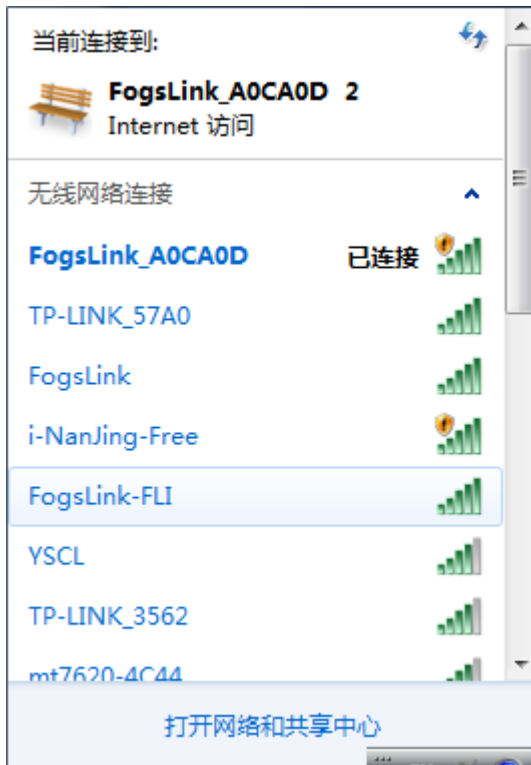 当前连接到:
FogsLink_A0CA0D 2
Internet 访问
无线网络连接
FogsLink_A0CA0D 已连接
TP-LINK_57A0
FogsLink
i-NanJing-Free
FogsLink-FLI
YSCL
TP-LINK_3562
mt7620-4C44
打开网络和共享中心